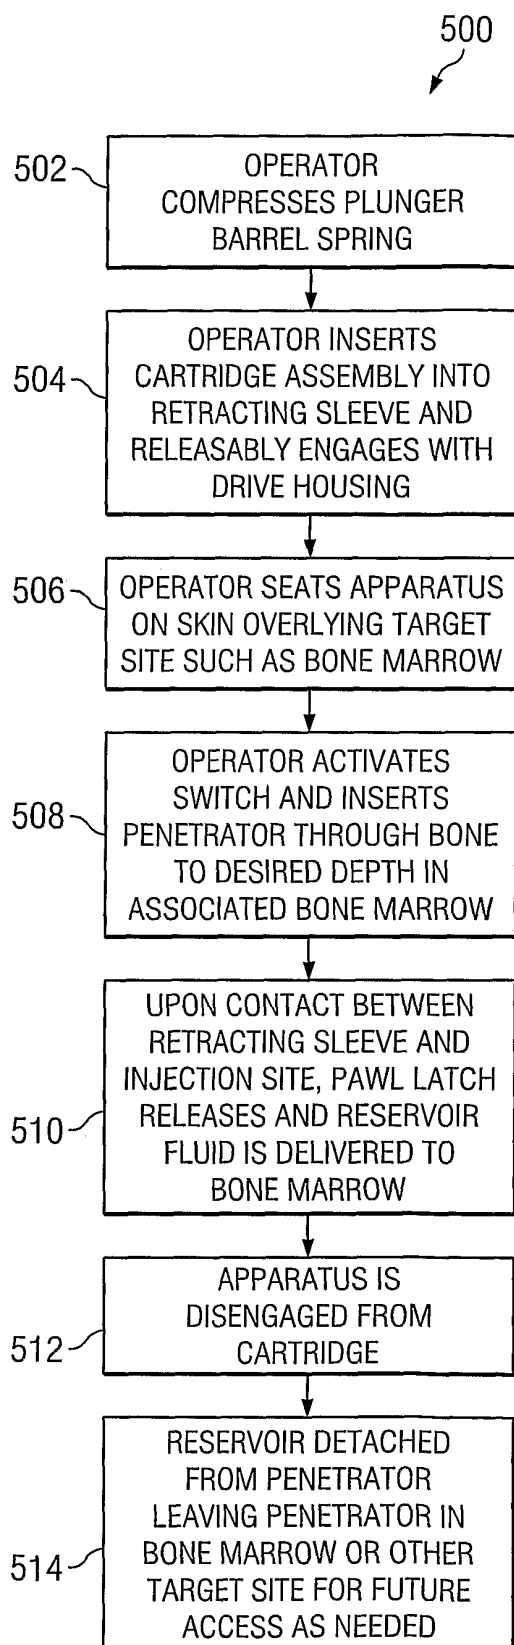 500
502
OPERATOR
COMPRESSES PLUNGER
BARREL SPRING
504
OPERATOR INSERTS
CARTRIDGE ASSEMBLY INTO
RETRACTING SLEEVE AND
RELEASABLY ENGAGES WITH
DRIVE HOUSING
506
OPERATOR SEATS APPARATUS
ON SKIN OVERLYING TARGET
SITE SUCH AS BONE MARROW
508
OPERATOR ACTIVATES
SWITCH AND INSERTS
PENETRATOR THROUGH BONE
TO DESIRED DEPTH IN
ASSOCIATED BONE MARROW
510
UPON CONTACT BETWEEN
RETRACTING SLEEVE AND
INJECTION SITE, PAWL LATCH
RELEASES AND RESERVOIR
FLUID IS DELIVERED TO
BONE MARROW
512
APPARATUS IS
DISENGAGED FROM
CARTRIDGE
514
RESERVOIR DETACHED
FROM PENETRATOR
LEAVING PENETRATOR IN
BONE MARROW OR OTHER
TARGET SITE FOR FUTURE
ACCESS AS NEEDED